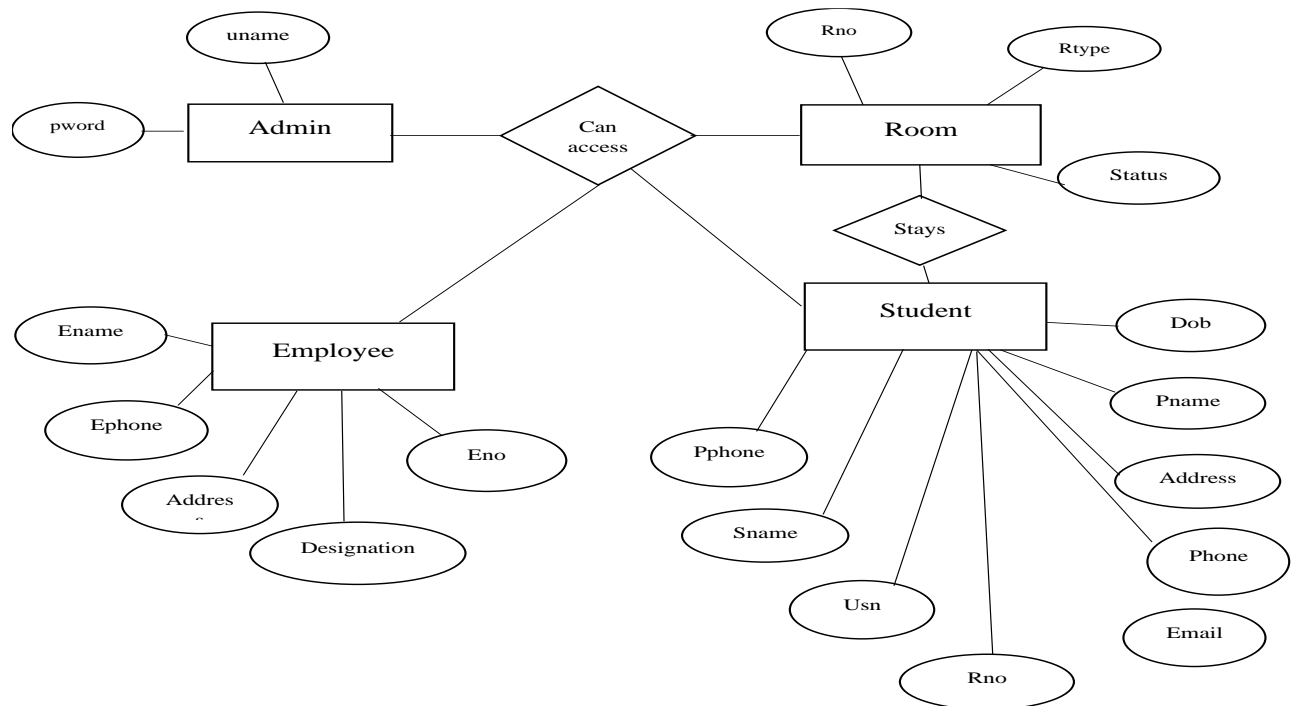 uname
Rno
Rtype
pword
Admin
Can
access
Room
Status
Stays
Student
Ename
Employee
Dob
Ephone
Eno
Pphone
Pname
Addres
Sname
Address
Designation
Usn
Phone
Email
Rno